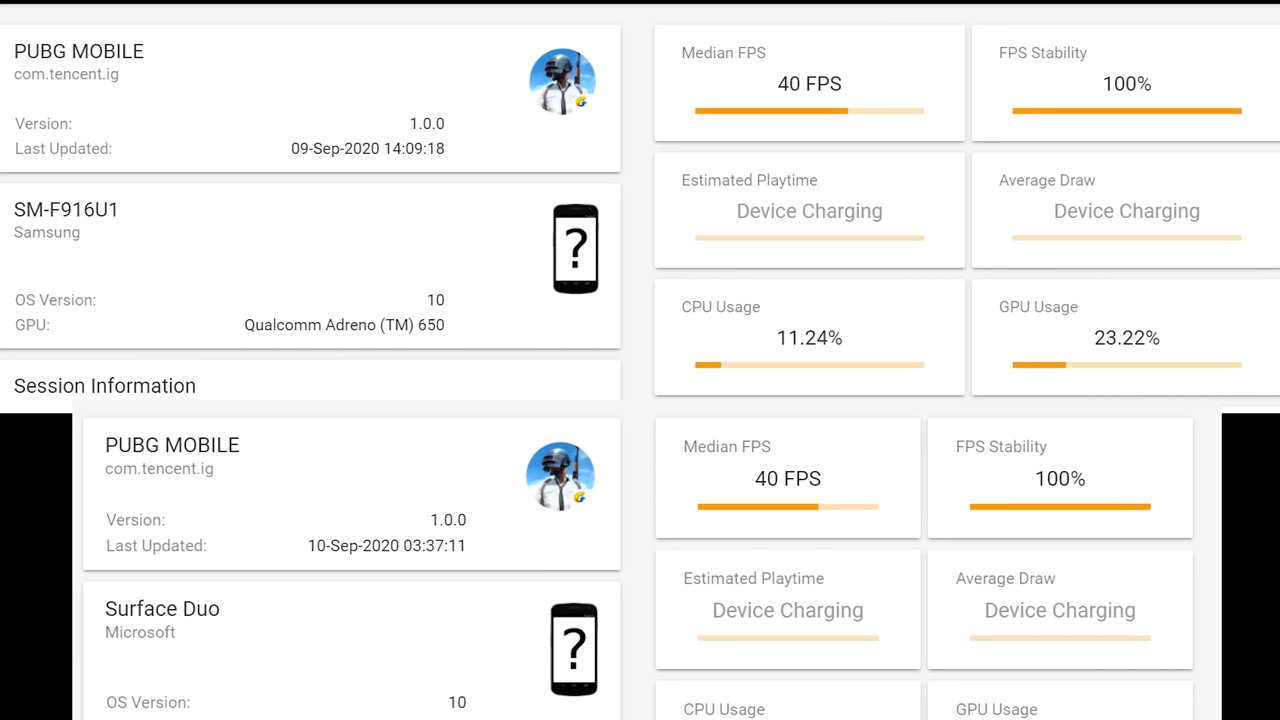 PUBG MOBILE
com.tencent.ig
Version: 1.0.0
Last Updated: 09-Sep-2020 14:09:18
SM-F916U1
Samsung
?
OS Version: 10
GPU: Qualcomm Adreno (TM) 650
Session Information
Median FPS
40 FPS
FPS Stability
100%
Estimated Playtime
Device Charging
Average Draw
Device Charging
CPU Usage
11.24%
GPU Usage
23.22%
PUBG MOBILE
com.tencent.ig
Version: 1.0.0
Last Updated: 10-Sep-2020 03:37:11
Surface Duo
Microsoft
?
OS Version: 10
Median FPS
40 FPS
FPS Stability
100%
Estimated Playtime
Device Charging
Average Draw
Device Charging
CPU Usage
GPU Usage